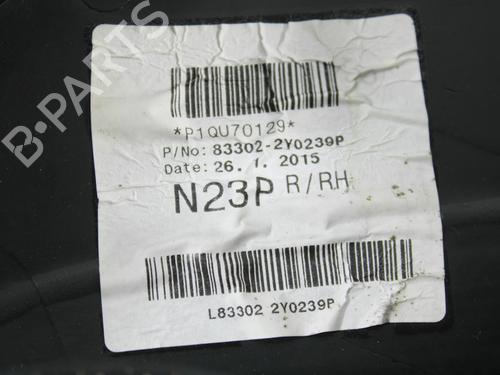 B-PARTS
*P1QU70129*
P/No: 83302-2Y0239P
Date: 26. 1. 2015
N23P R/RH
L83302 2Y0239P